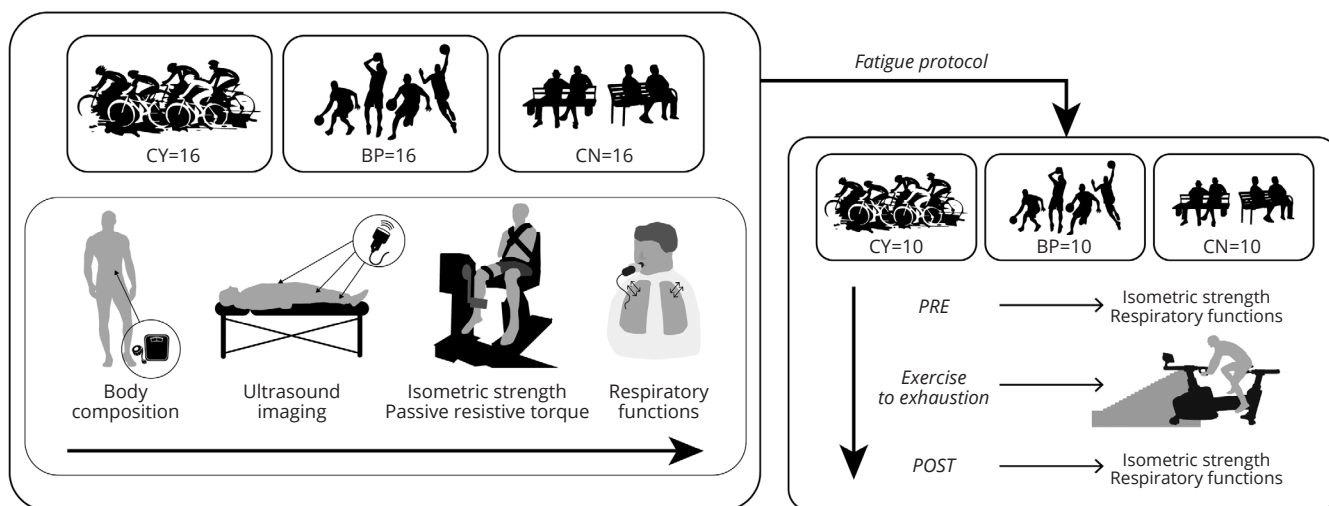 CY=16
BP=16
CN=16
Body
composition
Ultrasound
imaging
Isometric strength
Passive resistive torque
Respiratory
functions
Fatigue protocol
CY=10
BP=10
CN=10
PRE
Isometric strength
Respiratory functions
Exercise
to exhaustion
POST
Isometric strength
Respiratory functions